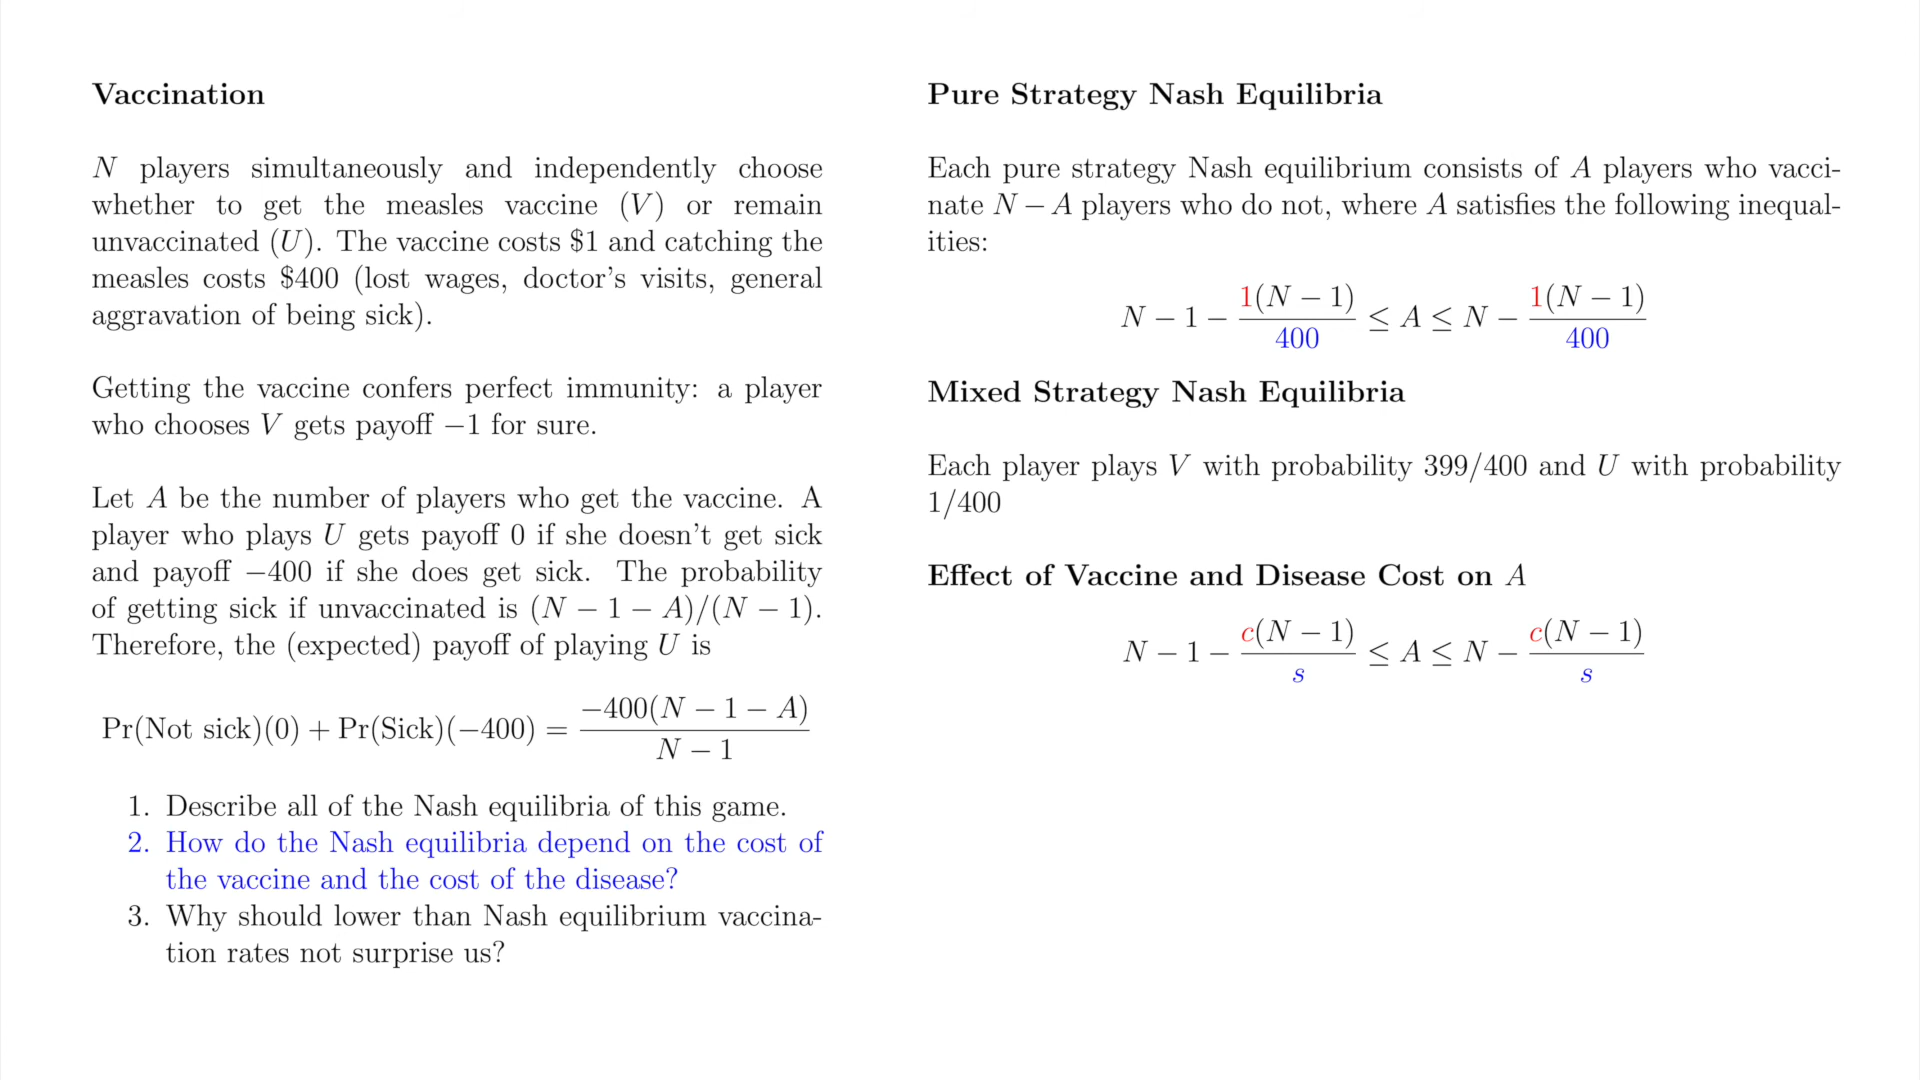 Vaccination
N players simultaneously and independently choose
whether to get the measles vaccine (V) or remain
unvaccinated (U). The vaccine costs $1 and catching the
measles costs $400 (lost wages, doctor's visits, general
aggravation of being sick).
Getting the vaccine confers perfect immunity: a player
who chooses V gets payoff −1 for sure.
Let A be the number of players who get the vaccine. A
player who plays U gets payoff 0 if she doesn't get sick
and payoff −400 if she does get sick. The probability
of getting sick if unvaccinated is (N − 1 − A)/(N − 1).
Therefore, the (expected) payoff of playing U is
Pr(Not sick)(0) + Pr(Sick)(−400) = −400(N − 1 − A) / N − 1
1. Describe all of the Nash equilibria of this game.
2. How do the Nash equilibria depend on the cost of
the vaccine and the cost of the disease?
3. Why should lower than Nash equilibrium vaccina-
tion rates not surprise us?
Pure Strategy Nash Equilibria
Each pure strategy Nash equilibrium consists of A players who vacci-
nate N − A players who do not, where A satisfies the following inequal-
ities:
N − 1 − 1(N − 1) / 400 ≤ A ≤ N − 1(N − 1) / 400
Mixed Strategy Nash Equilibria
Each player plays V with probability 399/400 and U with probability
1/400
Effect of Vaccine and Disease Cost on A
N − 1 − c(N − 1) / s ≤ A ≤ N − c(N − 1) / s